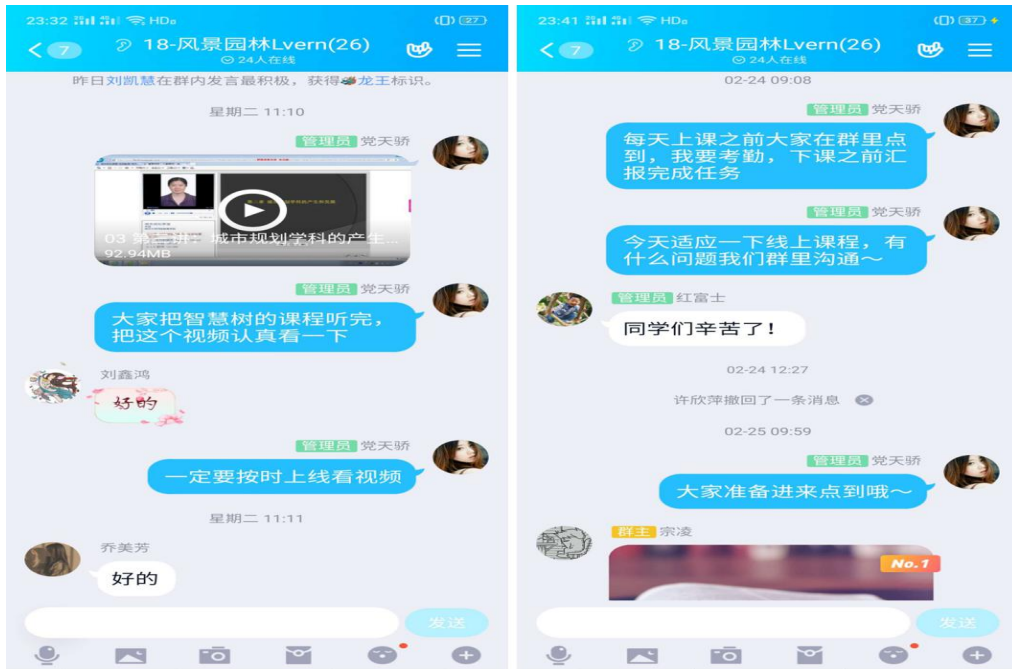 23:32
HD
27
7
18-风景园林Lvern(26)
24人在线
昨日刘凯慧在群内发言最积极，获得龙王标识。
星期二 11:10
管理员 党天骄
03 第二讲：城市规划学科的产生...
92.94MB
管理员 党天骄
大家把智慧树的课程听完，
把这个视频认真看一下
刘鑫鸿
好的
管理员 党天骄
一定要按时上线看视频
星期二 11:11
乔美芳
好的
发送
23:41
HD
37
7
18-风景园林Lvern(26)
24人在线
02-24 09:08
管理员 党天骄
每天上课之前大家在群里点
到，我要考勤，下课之前汇
报完成任务
管理员 党天骄
今天适应一下线上课程，有
什么问题我们群里沟通～
管理员 红富士
同学们辛苦了！
02-24 12:27
许欣萍撤回了一条消息
02-25 09:59
管理员 党天骄
大家准备进来点到哦～
群主 宗凌
No.1
发送